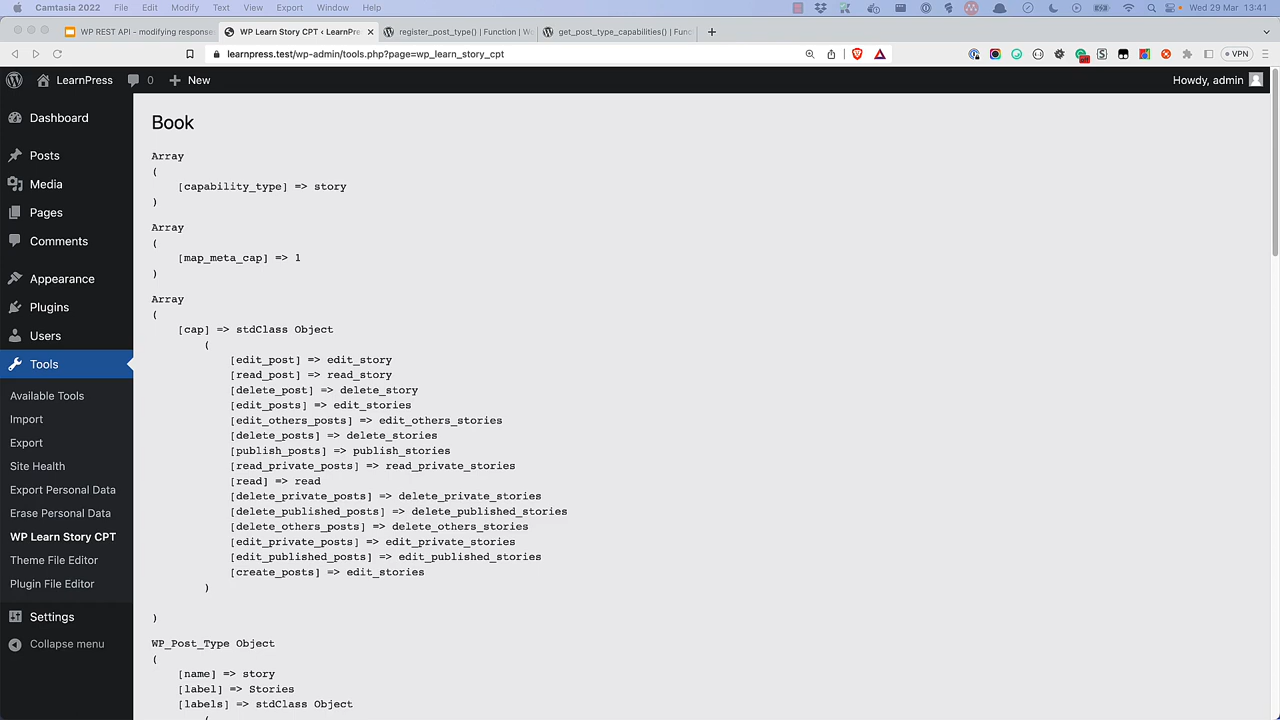 Camtasia 2022 File Edit Modify Text View Export Window Help Wed 29 Mar 13:41
WP REST API – modifying response: WP Learn Story CPT ‹ LearnPre register_post_type() | Function | W get_post_type_capabilities() | Fun
learnpress.test/wp-admin/tools.php?page=wp_learn_story_cpt VPN
LearnPress 0 New Howdy, admin
Dashboard
Posts
Media
Pages
Comments
Appearance
Plugins
Users
Tools
Available Tools
Import
Export
Site Health
Export Personal Data
Erase Personal Data
WP Learn Story CPT
Theme File Editor
Plugin File Editor
Settings
Collapse menu
Book
Array
(
[capability_type] => story
)
Array
(
[map_meta_cap] => 1
)
Array
(
[cap] => stdClass Object
(
[edit_post] => edit_story
[read_post] => read_story
[delete_post] => delete_story
[edit_posts] => edit_stories
[edit_others_posts] => edit_others_stories
[delete_posts] => delete_stories
[publish_posts] => publish_stories
[read_private_posts] => read_private_stories
[read] => read
[delete_private_posts] => delete_private_stories
[delete_published_posts] => delete_published_stories
[delete_others_posts] => delete_others_stories
[edit_private_posts] => edit_private_stories
[edit_published_posts] => edit_published_stories
[create_posts] => edit_stories
)
)
WP_Post_Type Object
(
[name] => story
[label] => Stories
[labels] => stdClass Object
(